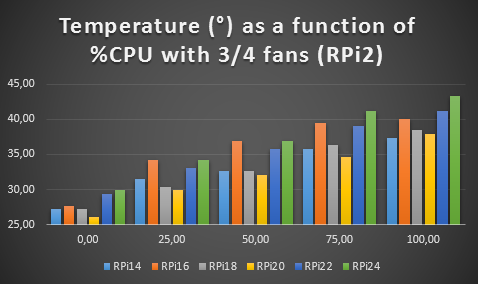 Temperature (°) as a function of
%CPU with 3/4 fans (RPi2)
45,00
40,00
35,00
30,00
25,00
0,00 25,00 50,00 75,00 100,00
RPi14 RPi16 RPi18 RPi20 RPi22 RPi24